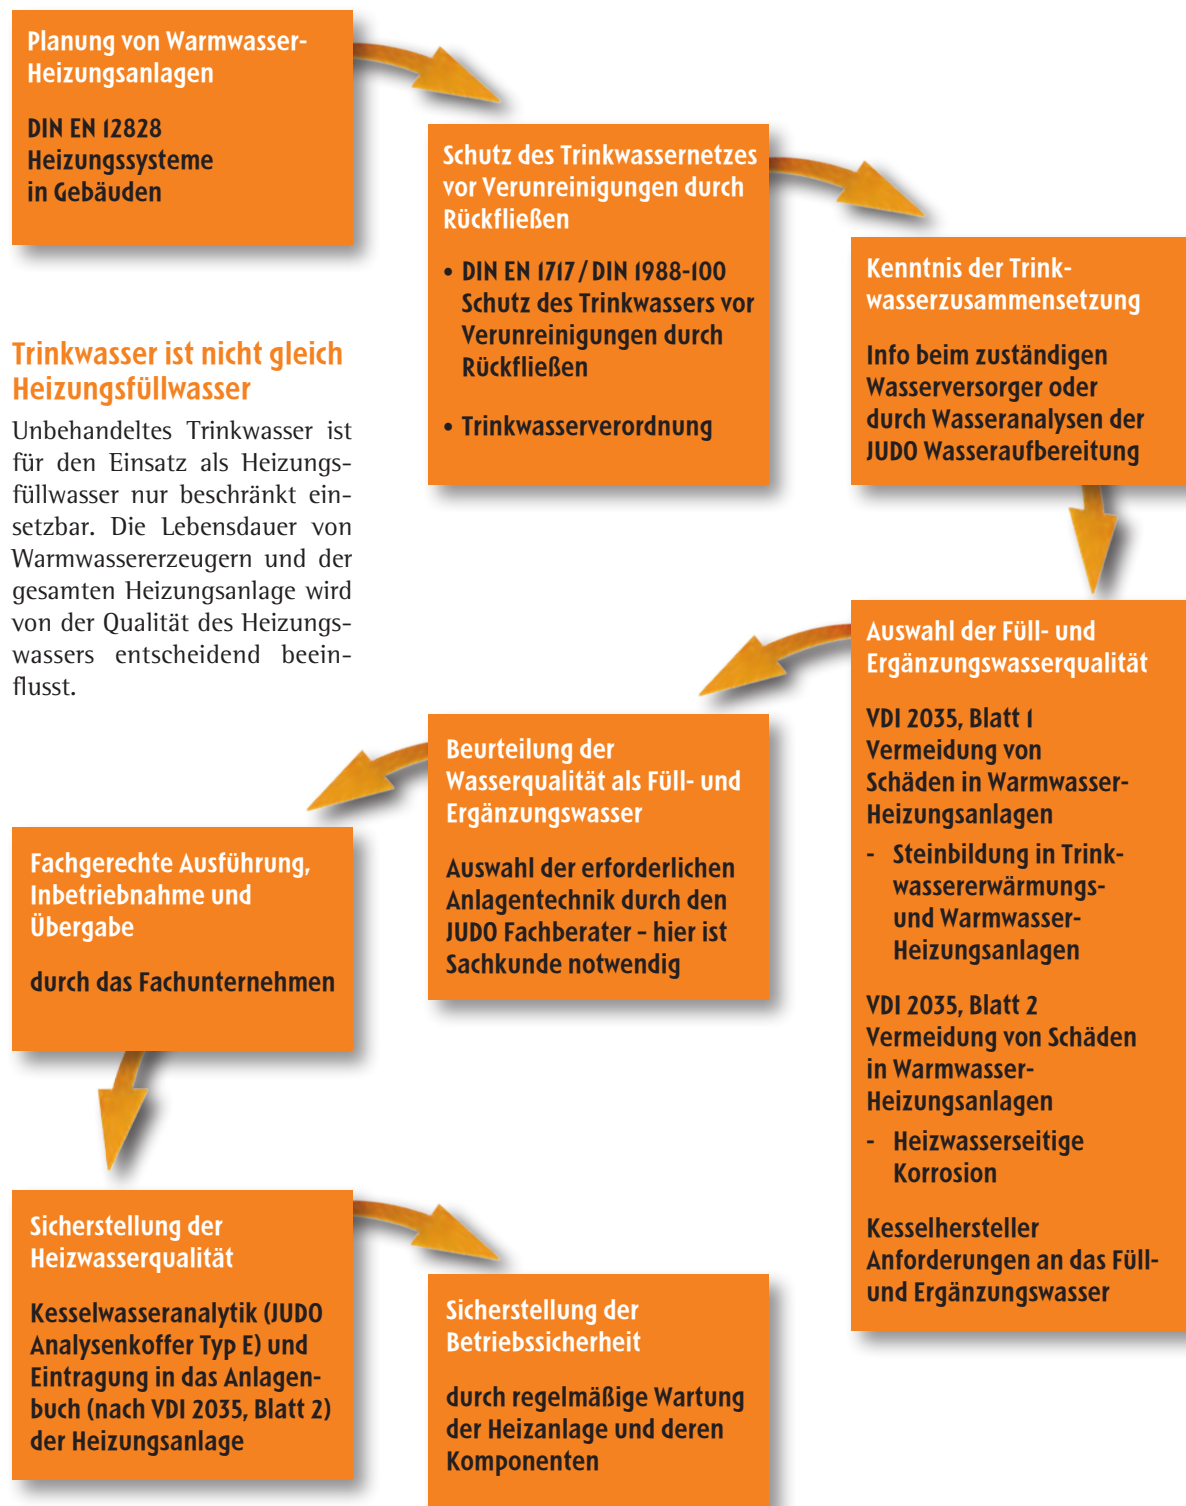 Planung von Warmwasser-
Heizungsanlagen
DIN EN 12828
Heizungssysteme
in Gebäuden
Schutz des Trinkwassernetzes
vor Verunreinigungen durch
Rückfließen
• DIN EN 1717 / DIN 1988-100
Schutz des Trinkwassers vor
Verunreinigungen durch
Rückfließen
• Trinkwasserverordnung
Kenntnis der Trink-
wasserzusammensetzung
Info beim zuständigen
Wasserversorger oder
durch Wasseranalysen der
JUDO Wasseraufbereitung
Trinkwasser ist nicht gleich
Heizungsfüllwasser
Unbehandeltes Trinkwasser ist
für den Einsatz als Heizungs-
füllwasser nur beschränkt ein-
setzbar. Die Lebensdauer von
Warmwassererzeugern und der
gesamten Heizungsanlage wird
von der Qualität des Heizungs-
wassers entscheidend beein-
flusst.
Auswahl der Füll- und
Ergänzungswasserqualität
VDI 2035, Blatt 1
Vermeidung von
Schäden in Warmwasser-
Heizungsanlagen
- Steinbildung in Trink-
wassererwärmungs-
und Warmwasser-
Heizungsanlagen
VDI 2035, Blatt 2
Vermeidung von Schäden
in Warmwasser-
Heizungsanlagen
- Heizwasserseitige
Korrosion
Kesselhersteller
Anforderungen an das Füll-
und Ergänzungswasser
Beurteilung der
Wasserqualität als Füll- und
Ergänzungswasser
Auswahl der erforderlichen
Anlagentechnik durch den
JUDO Fachberater – hier ist
Sachkunde notwendig
Fachgerechte Ausführung,
Inbetriebnahme und
Übergabe
durch das Fachunternehmen
Sicherstellung der
Heizwasserqualität
Kesselwasseranalytik (JUDO
Analysenkoffer Typ E) und
Eintragung in das Anlagen-
buch (nach VDI 2035, Blatt 2)
der Heizungsanlage
Sicherstellung der
Betriebssicherheit
durch regelmäßige Wartung
der Heizanlage und deren
Komponenten